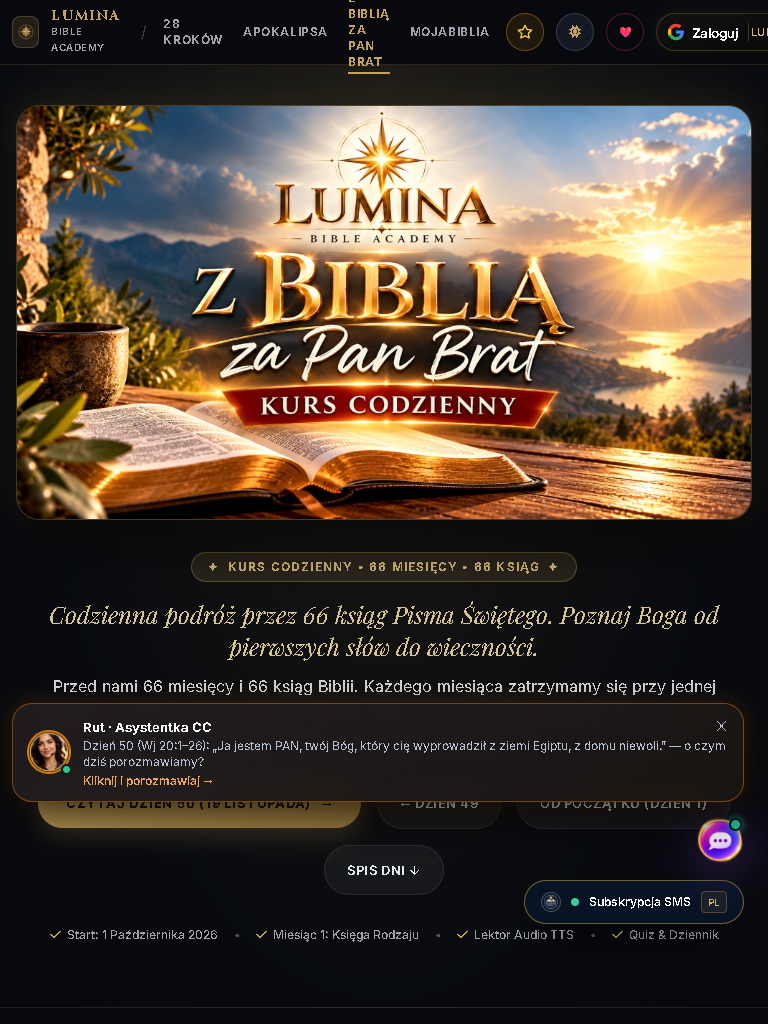 LUMINA
BIBLE
ACADEMY
/
28
KROKÓW
APOKALIPSA
BIBLIĄ
ZA
PAN
BRAT
MOJABIBLIA
Zaloguj
LUMINA
BIBLE ACADEMY
Z BIBLIĄ
za Pan Brat
KURS CODZIENNY
✦ KURS CODZIENNY • 66 MIESIĘCY • 66 KSIĄG ✦
Codzienna podróż przez 66 ksiąg Pisma Świętego. Poznaj Boga od
pierwszych słów do wieczności.
Przed nami 66 miesięcy i 66 ksiąg Biblii. Każdego miesiąca zatrzymamy się przy jednej
Rut · Asystentka CC
Dzień 50 (Wj 20:1–26): „Ja jestem PAN, twój Bóg, który cię wyprowadził z ziemi Egiptu, z domu niewoli.” — o czym
dziś porozmawiamy?
Kliknij i porozmawiaj →
CZYTAJ DZIEŃ 50 (19 LISTOPADA) →
← DZIEŃ 49
OD POCZĄTKU (DZIEŃ 1)
SPIS DNI ↓
Subskrypcja SMS
PL
✓ Start: 1 Października 2026 • ✓ Miesiąc 1: Księga Rodzaju • ✓ Lektor Audio TTS • ✓ Quiz & Dziennik